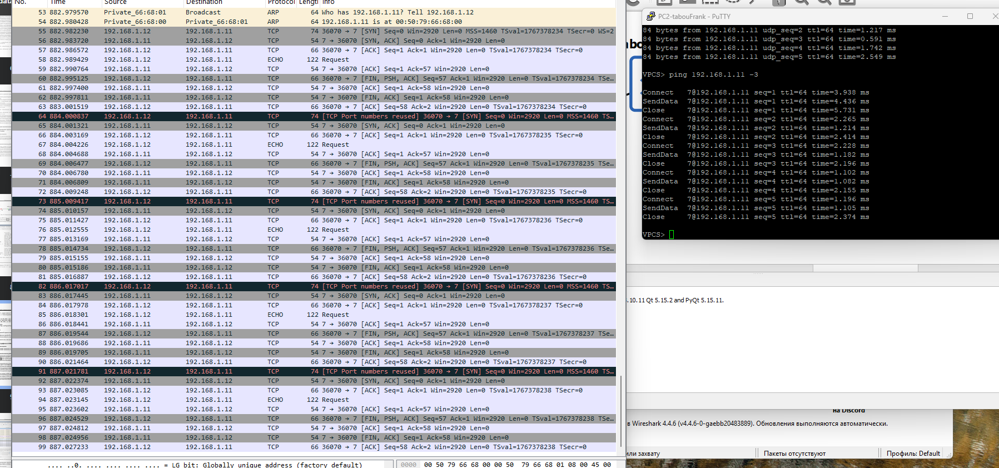 No. Time Source Destination Protocol Lengtl Info
53 882.979570 Private_66:68:01 Broadcast ARP 64 Who has 192.168.1.11? Tell 192.168.1.12
54 882.980428 Private_66:68:00 Private_66:68:01 ARP 64 192.168.1.11 is at 00:50:79:66:68:00
55 882.982230 192.168.1.12 192.168.1.11 TCP 74 36070 → 7 [SYN] Seq=0 Win=2920 Len=0 MSS=1460 TSval=1767378234 TSecr=0 WS=2
56 882.983720 192.168.1.11 192.168.1.12 TCP 54 7 → 36070 [SYN, ACK] Seq=0 Ack=1 Win=2920 Len=0
57 882.986572 192.168.1.12 192.168.1.11 TCP 66 36070 → 7 [ACK] Seq=1 Ack=1 Win=2920 Len=0 TSval=1767378234 TSecr=0
58 882.989429 192.168.1.12 192.168.1.11 ECHO 122 Request
59 882.990764 192.168.1.11 192.168.1.12 TCP 54 7 → 36070 [ACK] Seq=1 Ack=57 Win=2920 Len=0
60 882.995125 192.168.1.12 192.168.1.11 TCP 66 36070 → 7 [FIN, PSH, ACK] Seq=57 Ack=1 Win=2920 Len=0 TSval=1767378234 TSe…
61 882.997400 192.168.1.11 192.168.1.12 TCP 54 7 → 36070 [ACK] Seq=1 Ack=58 Win=2920 Len=0
62 882.997811 192.168.1.11 192.168.1.12 TCP 54 7 → 36070 [FIN, ACK] Seq=1 Ack=58 Win=2920 Len=0
63 883.001519 192.168.1.12 192.168.1.11 TCP 66 36070 → 7 [ACK] Seq=58 Ack=2 Win=2920 Len=0 TSval=1767378234 TSecr=0
64 884.000837 192.168.1.12 192.168.1.11 TCP 74 [TCP Port numbers reused] 36070 → 7 [SYN] Seq=0 Win=2920 Len=0 MSS=1460 TS…
65 884.001321 192.168.1.11 192.168.1.12 TCP 54 7 → 36070 [SYN, ACK] Seq=0 Ack=1 Win=2920 Len=0
66 884.003169 192.168.1.12 192.168.1.11 TCP 66 36070 → 7 [ACK] Seq=1 Ack=1 Win=2920 Len=0 TSval=1767378235 TSecr=0
67 884.004226 192.168.1.12 192.168.1.11 ECHO 122 Request
68 884.004688 192.168.1.11 192.168.1.12 TCP 54 7 → 36070 [ACK] Seq=1 Ack=57 Win=2920 Len=0
69 884.006477 192.168.1.12 192.168.1.11 TCP 66 36070 → 7 [FIN, PSH, ACK] Seq=57 Ack=1 Win=2920 Len=0 TSval=1767378235 TSe…
70 884.006780 192.168.1.11 192.168.1.12 TCP 54 7 → 36070 [ACK] Seq=1 Ack=58 Win=2920 Len=0
71 884.006809 192.168.1.11 192.168.1.12 TCP 54 7 → 36070 [FIN, ACK] Seq=1 Ack=58 Win=2920 Len=0
72 884.009248 192.168.1.12 192.168.1.11 TCP 66 36070 → 7 [ACK] Seq=58 Ack=2 Win=2920 Len=0 TSval=1767378235 TSecr=0
73 885.009417 192.168.1.12 192.168.1.11 TCP 74 [TCP Port numbers reused] 36070 → 7 [SYN] Seq=0 Win=2920 Len=0 MSS=1460 TS…
74 885.010157 192.168.1.11 192.168.1.12 TCP 54 7 → 36070 [SYN, ACK] Seq=0 Ack=1 Win=2920 Len=0
75 885.011427 192.168.1.12 192.168.1.11 TCP 66 36070 → 7 [ACK] Seq=1 Ack=1 Win=2920 Len=0 TSval=1767378236 TSecr=0
76 885.012555 192.168.1.12 192.168.1.11 ECHO 122 Request
77 885.013169 192.168.1.11 192.168.1.12 TCP 54 7 → 36070 [ACK] Seq=1 Ack=57 Win=2920 Len=0
78 885.014734 192.168.1.12 192.168.1.11 TCP 66 36070 → 7 [FIN, PSH, ACK] Seq=57 Ack=1 Win=2920 Len=0 TSval=1767378236 TSe…
79 885.015155 192.168.1.11 192.168.1.12 TCP 54 7 → 36070 [ACK] Seq=1 Ack=58 Win=2920 Len=0
80 885.015186 192.168.1.11 192.168.1.12 TCP 54 7 → 36070 [FIN, ACK] Seq=1 Ack=58 Win=2920 Len=0
81 885.016887 192.168.1.12 192.168.1.11 TCP 66 36070 → 7 [ACK] Seq=58 Ack=2 Win=2920 Len=0 TSval=1767378236 TSecr=0
82 886.017017 192.168.1.12 192.168.1.11 TCP 74 [TCP Port numbers reused] 36070 → 7 [SYN] Seq=0 Win=2920 Len=0 MSS=1460 TS…
83 886.017445 192.168.1.11 192.168.1.12 TCP 54 7 → 36070 [SYN, ACK] Seq=0 Ack=1 Win=2920 Len=0
84 886.017978 192.168.1.12 192.168.1.11 TCP 66 36070 → 7 [ACK] Seq=1 Ack=1 Win=2920 Len=0 TSval=1767378237 TSecr=0
85 886.018301 192.168.1.12 192.168.1.11 ECHO 122 Request
86 886.018441 192.168.1.11 192.168.1.12 TCP 54 7 → 36070 [ACK] Seq=1 Ack=57 Win=2920 Len=0
87 886.019544 192.168.1.12 192.168.1.11 TCP 66 36070 → 7 [FIN, PSH, ACK] Seq=57 Ack=1 Win=2920 Len=0 TSval=1767378237 TSe…
88 886.019686 192.168.1.11 192.168.1.12 TCP 54 7 → 36070 [ACK] Seq=1 Ack=58 Win=2920 Len=0
89 886.019705 192.168.1.11 192.168.1.12 TCP 54 7 → 36070 [FIN, ACK] Seq=1 Ack=58 Win=2920 Len=0
90 886.021464 192.168.1.12 192.168.1.11 TCP 66 36070 → 7 [ACK] Seq=58 Ack=2 Win=2920 Len=0 TSval=1767378237 TSecr=0
91 887.021781 192.168.1.12 192.168.1.11 TCP 74 [TCP Port numbers reused] 36070 → 7 [SYN] Seq=0 Win=2920 Len=0 MSS=1460 TS…
92 887.022374 192.168.1.11 192.168.1.12 TCP 54 7 → 36070 [SYN, ACK] Seq=0 Ack=1 Win=2920 Len=0
93 887.023085 192.168.1.12 192.168.1.11 TCP 66 36070 → 7 [ACK] Seq=1 Ack=1 Win=2920 Len=0 TSval=1767378238 TSecr=0
94 887.023145 192.168.1.12 192.168.1.11 ECHO 122 Request
95 887.023602 192.168.1.11 192.168.1.12 TCP 54 7 → 36070 [ACK] Seq=1 Ack=57 Win=2920 Len=0
96 887.024529 192.168.1.12 192.168.1.11 TCP 66 36070 → 7 [FIN, PSH, ACK] Seq=57 Ack=1 Win=2920 Len=0 TSval=1767378238 TSe…
97 887.024812 192.168.1.11 192.168.1.12 TCP 54 7 → 36070 [ACK] Seq=1 Ack=58 Win=2920 Len=0
98 887.024956 192.168.1.11 192.168.1.12 TCP 54 7 → 36070 [FIN, ACK] Seq=1 Ack=58 Win=2920 Len=0
99 887.027233 192.168.1.12 192.168.1.11 TCP 66 36070 → 7 [ACK] Seq=58 Ack=2 Win=2920 Len=0 TSval=1767378238 TSecr=0
.... ..0. .... .... .... .... = LG bit: Globally unique address (factory default)
0000 00 50 79 66 68 00 00 50 79 66 68 01 08 00 45 00
PC2-tabouFrank - PuTTY
84 bytes from 192.168.1.11 udp_seq=2 ttl=64 time=1.217 ms
84 bytes from 192.168.1.11 udp_seq=3 ttl=64 time=0.591 ms
84 bytes from 192.168.1.11 udp_seq=4 ttl=64 time=1.742 ms
84 bytes from 192.168.1.11 udp_seq=5 ttl=64 time=2.549 ms
VPCS> ping 192.168.1.11 -3
Connect 7@192.168.1.11 seq=1 ttl=64 time=3.938 ms
SendData 7@192.168.1.11 seq=1 ttl=64 time=4.436 ms
Close 7@192.168.1.11 seq=1 ttl=64 time=5.731 ms
Connect 7@192.168.1.11 seq=2 ttl=64 time=2.265 ms
SendData 7@192.168.1.11 seq=2 ttl=64 time=1.214 ms
Close 7@192.168.1.11 seq=2 ttl=64 time=2.414 ms
Connect 7@192.168.1.11 seq=3 ttl=64 time=2.228 ms
SendData 7@192.168.1.11 seq=3 ttl=64 time=1.182 ms
Close 7@192.168.1.11 seq=3 ttl=64 time=2.196 ms
Connect 7@192.168.1.11 seq=4 ttl=64 time=1.102 ms
SendData 7@192.168.1.11 seq=4 ttl=64 time=1.082 ms
Close 7@192.168.1.11 seq=4 ttl=64 time=2.155 ms
Connect 7@192.168.1.11 seq=5 ttl=64 time=1.196 ms
SendData 7@192.168.1.11 seq=5 ttl=64 time=1.105 ms
Close 7@192.168.1.11 seq=5 ttl=64 time=2.374 ms
VPCS>
.10.11 Qt 5.15.2 and PyQt 5.15.11.
на Discord
в Wireshark 4.4.6 (v4.4.6-0-gaebb20483889). Обновления выполняются автоматически.
или захвату Пакеты отсутствуют Профиль: Default